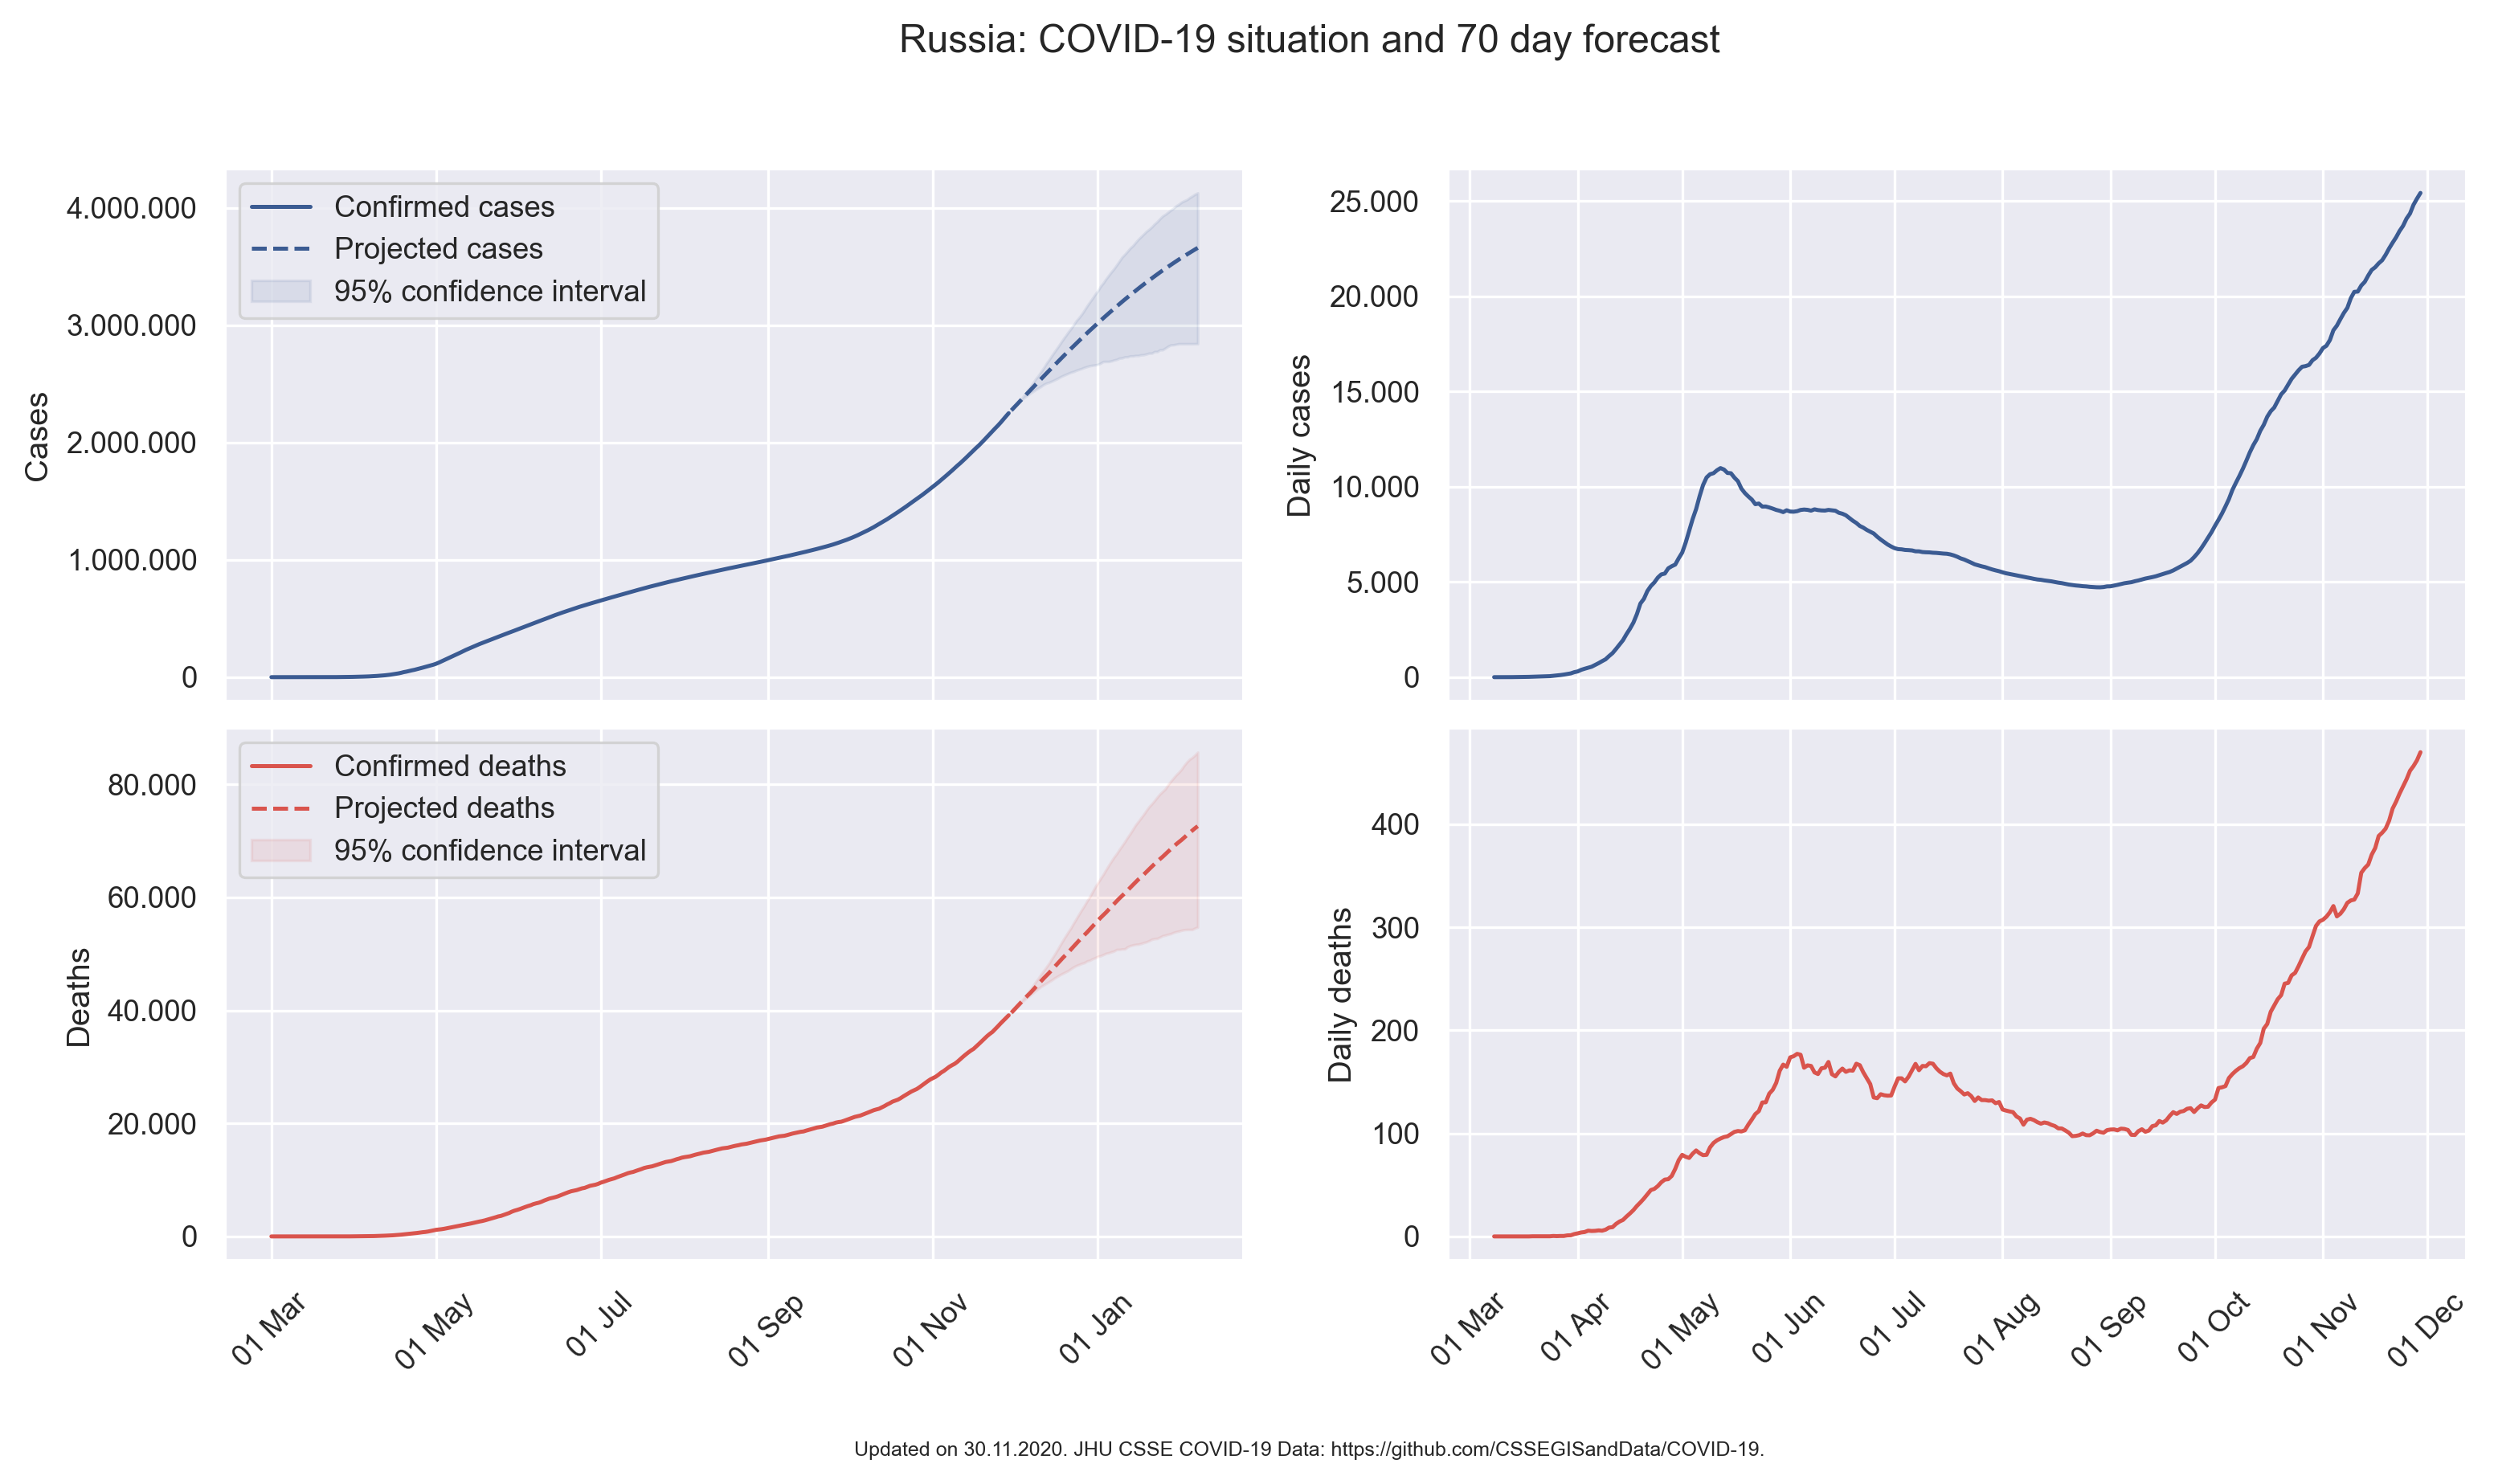 Russia: COVID-19 situation and 70 day forecast
Cases
4.000.000
3.000.000
2.000.000
1.000.000
0
Confirmed cases
Projected cases
95% confidence interval
Daily cases
25.000
20.000
15.000
10.000
5.000
0
Deaths
80.000
60.000
40.000
20.000
0
Confirmed deaths
Projected deaths
95% confidence interval
01 Mar
01 May
01 Jul
01 Sep
01 Nov
01 Jan
Daily deaths
400
300
200
100
0
01 Mar
01 Apr
01 May
01 Jun
01 Jul
01 Aug
01 Sep
01 Oct
01 Nov
01 Dec
Updated on 30.11.2020. JHU CSSE COVID-19 Data: https://github.com/CSSEGISandData/COVID-19.